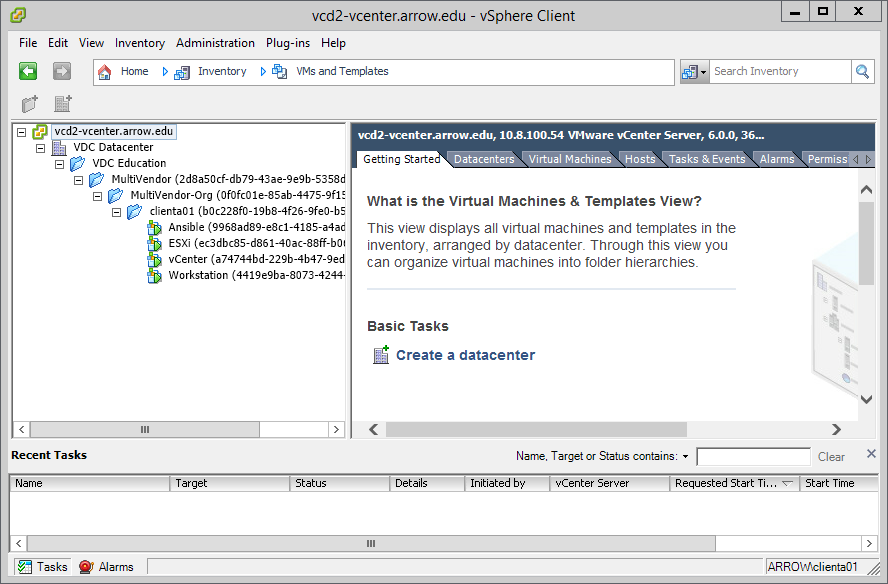 vcd2-vcenter.arrow.edu - vSphere Client
File Edit View Inventory Administration Plug-ins Help
Home Inventory VMs and Templates Search Inventory
vcd2-vcenter.arrow.edu
VDC Datacenter
VDC Education
MultiVendor (2d8a50cf-db79-43ae-9e9b-5358d
MultiVendor-Org (0f0fc01e-85ab-4475-9f15
clienta01 (b0c228f0-19b8-4f26-9fe0-b5
Ansible (9968ad89-e8c1-4185-a4ad
ESXi (ec3dbc85-d861-40ac-88ff-b0
vCenter (a74744bd-229b-4b47-9ed
Workstation (4419e9ba-8073-4244-
vcd2-vcenter.arrow.edu, 10.8.100.54 VMware vCenter Server, 6.0.0, 36...
Getting Started Datacenters Virtual Machines Hosts Tasks & Events Alarms Permiss
What is the Virtual Machines & Templates View?
This view displays all virtual machines and templates in the
inventory, arranged by datacenter. Through this view you
can organize virtual machines into folder hierarchies.
Basic Tasks
Create a datacenter
Recent Tasks Name, Target or Status contains: Clear
Name Target Status Details Initiated by vCenter Server Requested Start Ti... Start Time
Tasks Alarms ARROW\clienta01